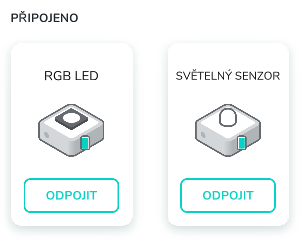 PŘIPOJENO
RGB LED
SVĚTELNÝ SENZOR
ODPOJIT
ODPOJIT